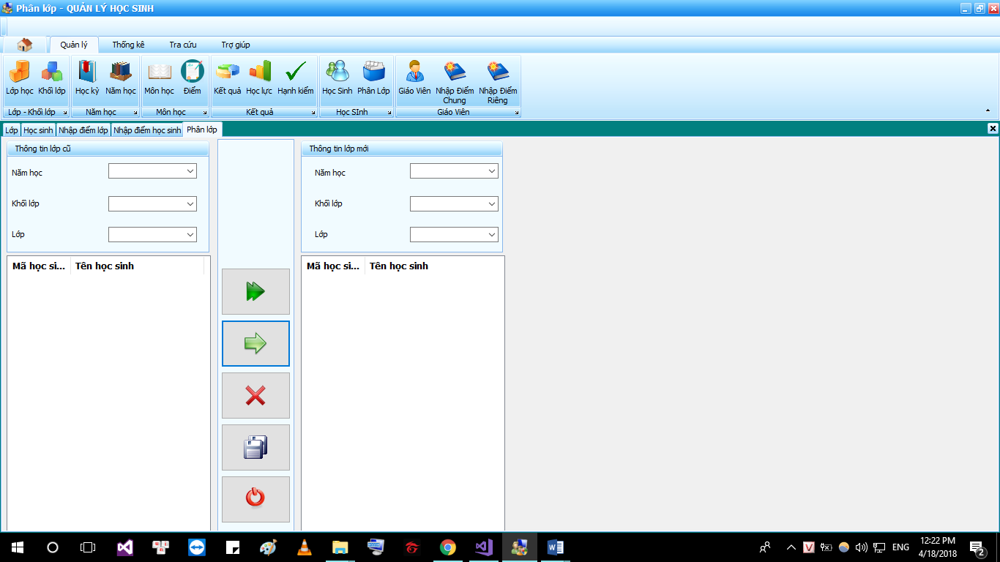 Phân lớp - QUẢN LÝ HỌC SINH
Quản lý Thống kê Tra cứu Trợ giúp
Lớp học Khối lớp Học kỳ Năm học Môn học Điểm Kết quả Học lực Hạnh kiểm Học Sinh Phân Lớp Giáo Viên Nhập Điểm Chung Nhập Điểm Riêng
Lớp - Khối lớp Năm học Môn học Kết quả Học SInh Giáo Viên
Lớp Học sinh Nhập điểm lớp Nhập điểm học sinh Phân lớp
Thông tin lớp cũ
Năm học
Khối lớp
Lớp
Mã học si... Tên học sinh
Thông tin lớp mới
Năm học
Khối lớp
Lớp
Mã học si... Tên học sinh
ENG
12:22 PM
4/18/2018
2